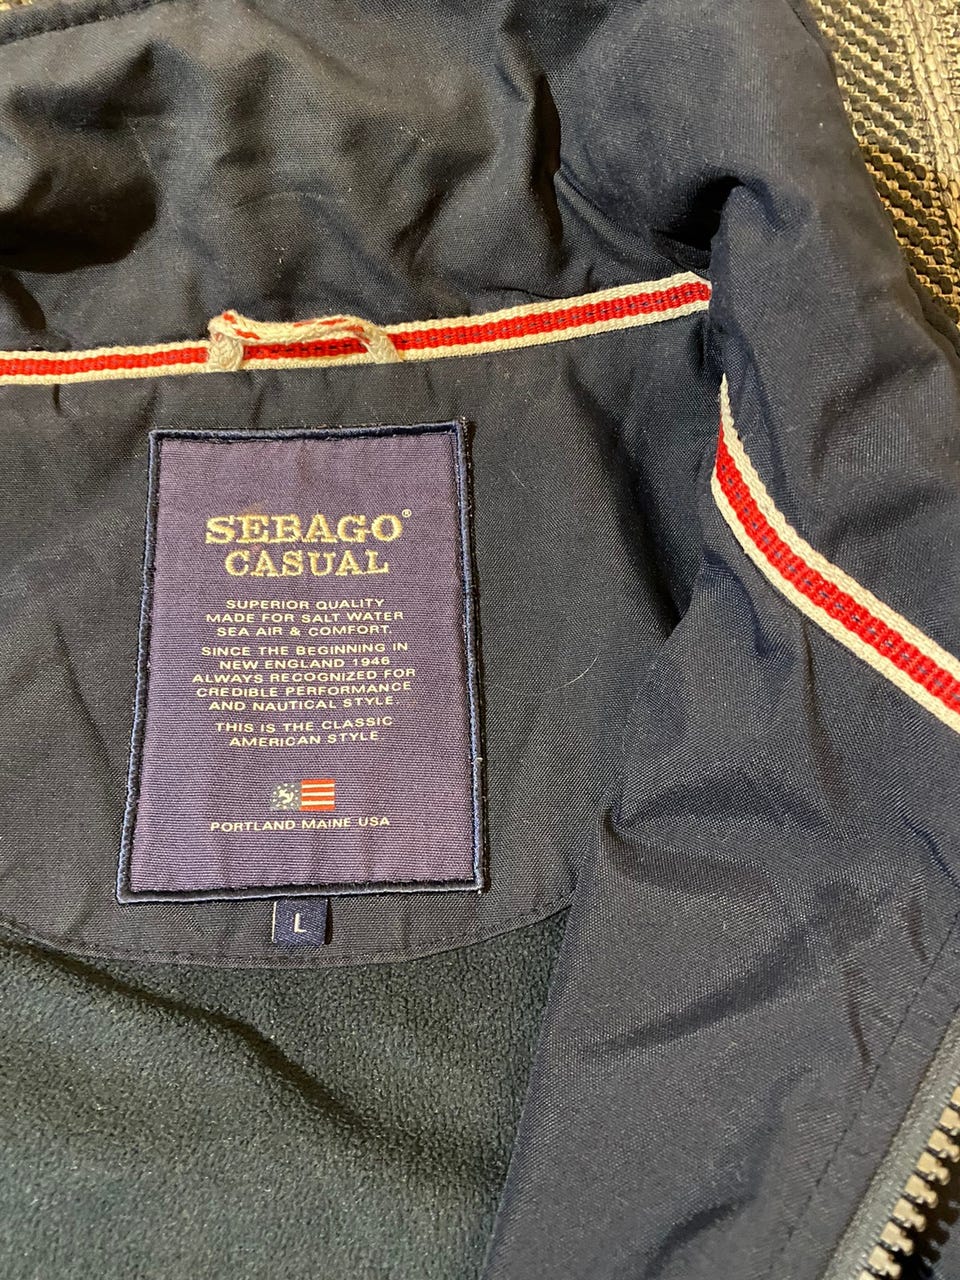 SEBAGO®
CASUAL
SUPERIOR QUALITY
MADE FOR SALT WATER
SEA AIR & COMFORT.
SINCE THE BEGINNING IN
NEW ENGLAND 1946
ALWAYS RECOGNIZED FOR
CREDIBLE PERFORMANCE
AND NAUTICAL STYLE
THIS IS THE CLASSIC
AMERICAN STYLE
PORTLAND MAINE USA
L